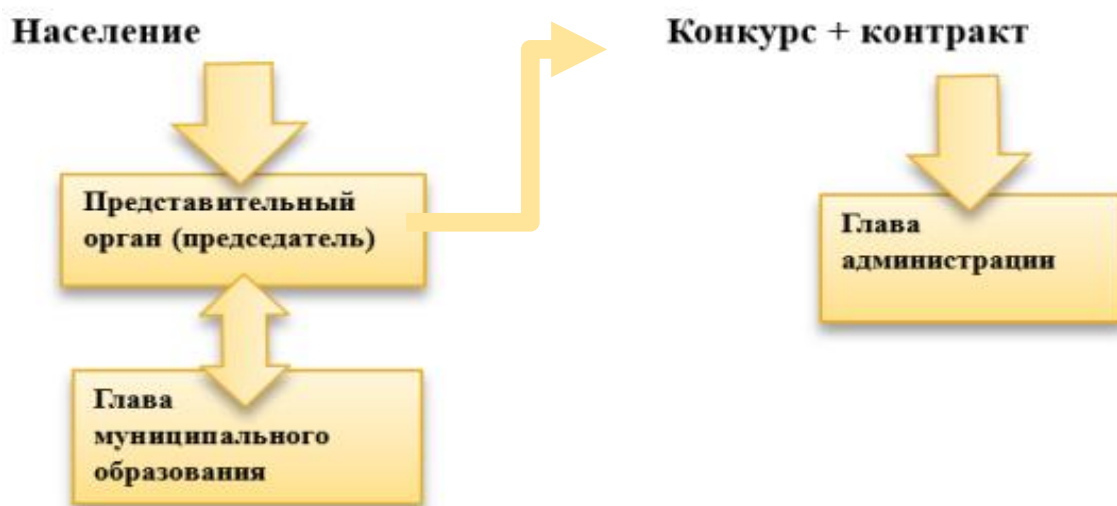 Население
Конкурс + контракт
Представительный
орган (председатель)
Глава
администрации
Глава
муниципального
образования